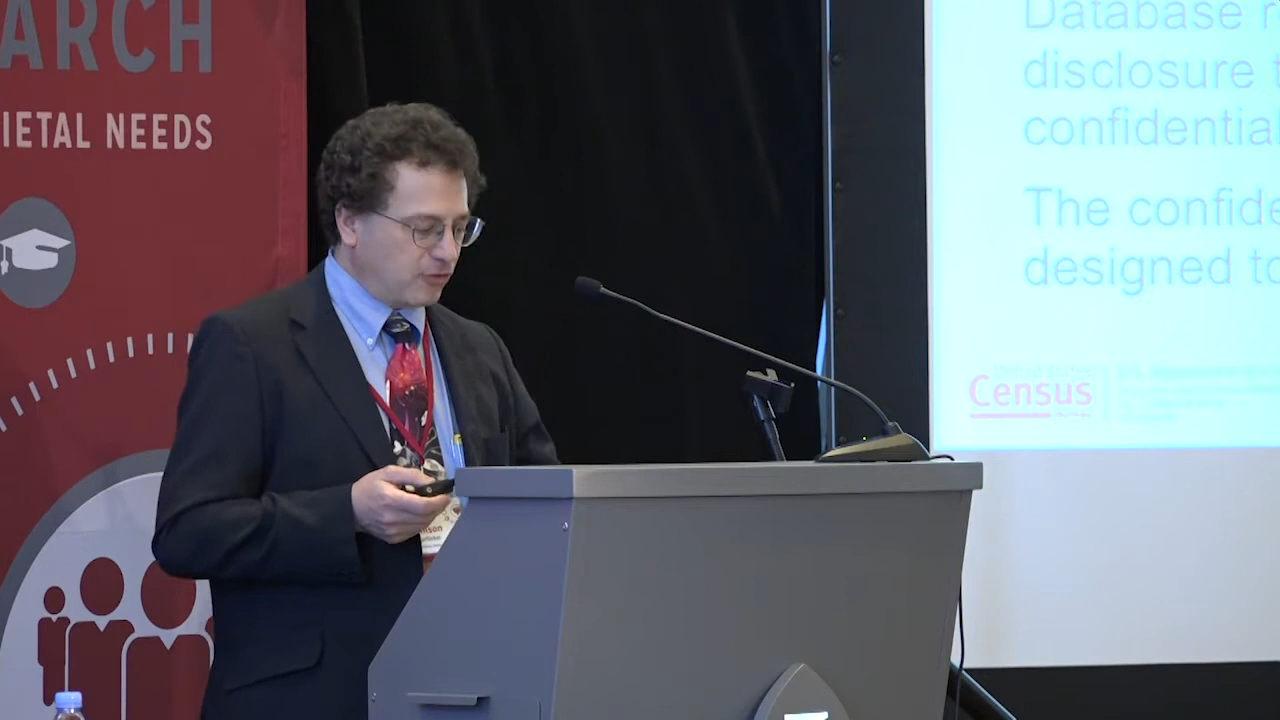 ARCH
IETAL NEEDS
Database
disclosure
confidentia
The confide
designed to
Census